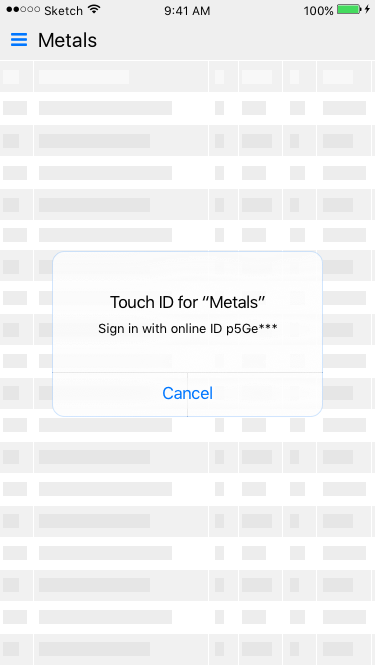 Sketch 9:41 AM 100%
Metals
Touch ID for “Metals”
Sign in with online ID p5Ge***
Cancel